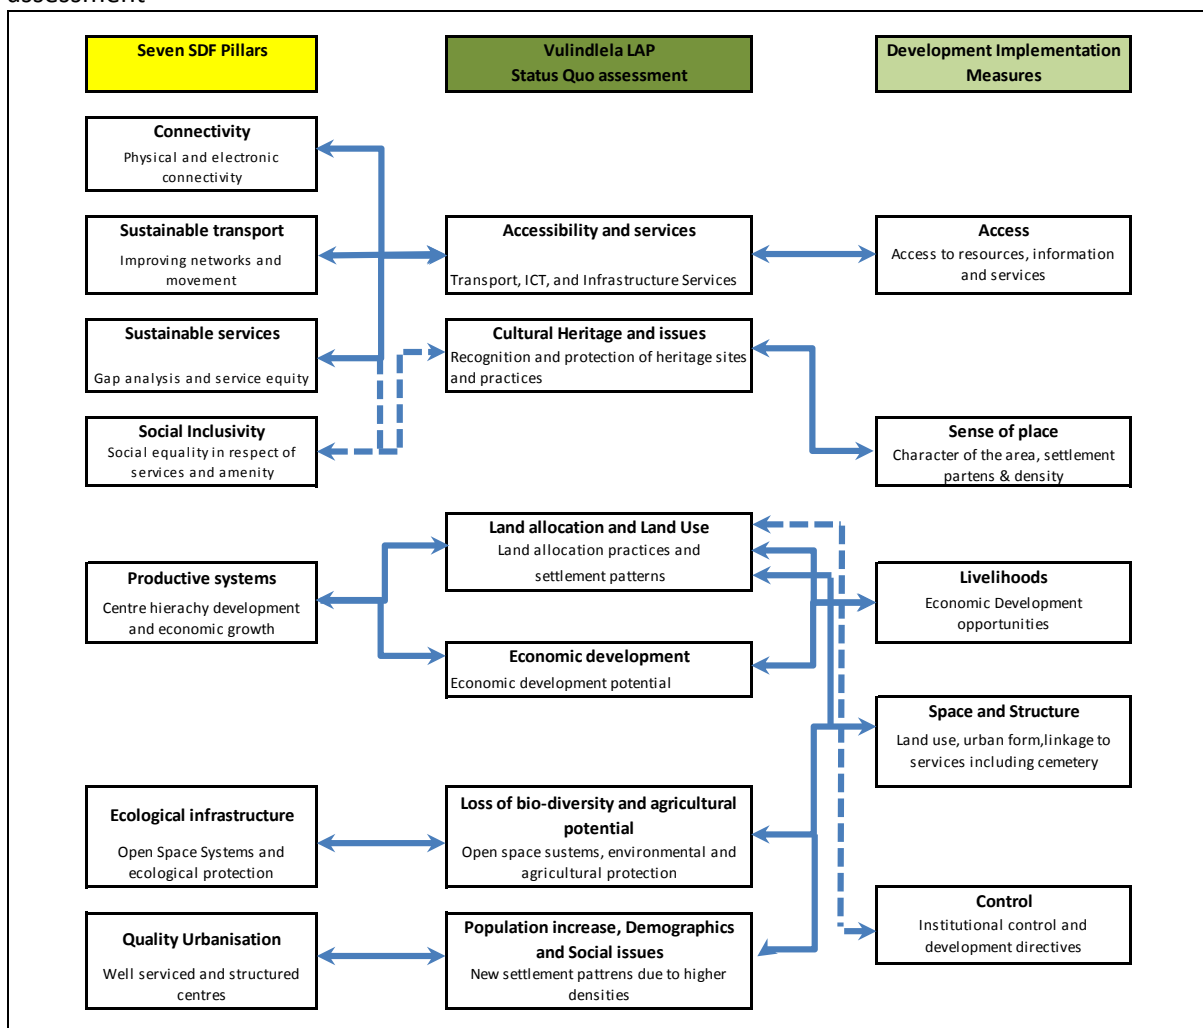 assessment
Seven SDF Pillars
Vulindlela LAP
Status Quo assessment
Development Implementation
Measures
Connectivity
Physical and electronic
connectivity
Sustainable transport
Improving networks and
movement
Accessibility and services
Transport, ICT, and Infrastructure Services
Access
Access to resources, information
and services
Sustainable services
Gap analysis and service equity
Cultural Heritage and issues
Recognition and protection of heritage sites
and practices
Social Inclusivity
Social equality in respect of
services and amenity
Sense of place
Character of the area, settlement
partens & density
Land allocation and Land Use
Land allocation practices and
settlement patterns
Productive systems
Centre hierachy development
and economic growth
Livelihoods
Economic Development
opportunities
Economic development
Economic development potential
Space and Structure
Land use, urban form,linkage to
services including cemetery
Ecological infrastructure
Open Space Systems and
ecological protection
Loss of bio-diversity and agricultural
potential
Open space sustems, environmental and
agricultural protection
Control
Institutional control and
development directives
Quality Urbanisation
Well serviced and structured
centres
Population increase, Demographics
and Social issues
New settlement pattrens due to higher
densities